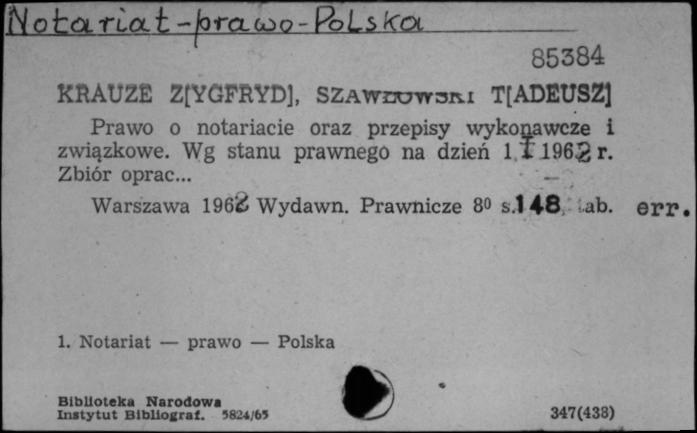 Notariat-prawo-Polska
85384
KRAUZE Z[YGFRYD], SZAWŁOWSKI T[ADEUSZ]
Prawo o notariacie oraz przepisy wykonawcze i
związkowe. Wg stanu prawnego na dzień 1 I 1962 r.
Zbiór oprac...
Warszawa 1962 Wydawn. Prawnicze 8⁰ s.148, tab. err.
1. Notariat — prawo — Polska
Biblioteka Narodowa
Instytut Bibliograf. 5824/65
347(438)